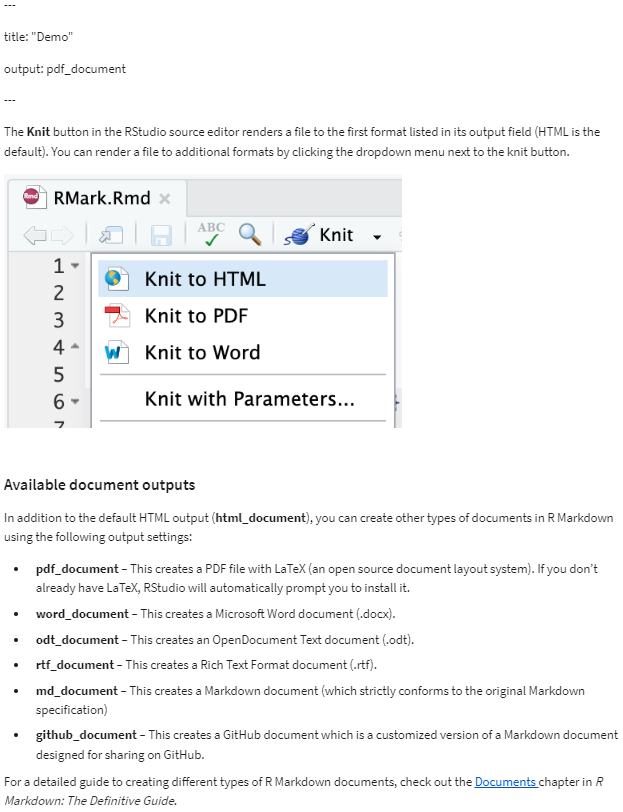 ---
title: "Demo"
output: pdf_document
---
The Knit button in the RStudio source editor renders a file to the first format listed in its output field (HTML is the
default). You can render a file to additional formats by clicking the dropdown menu next to the knit button.
Rmd RMark.Rmd ×
ABC Knit
1
2
3
4
5
6
7
Knit to HTML
Knit to PDF
Knit to Word
Knit with Parameters...
Available document outputs
In addition to the default HTML output (html_document), you can create other types of documents in R Markdown
using the following output settings:
• pdf_document – This creates a PDF file with LaTeX (an open source document layout system). If you don’t
already have LaTeX, RStudio will automatically prompt you to install it.
• word_document – This creates a Microsoft Word document (.docx).
• odt_document – This creates an OpenDocument Text document (.odt).
• rtf_document – This creates a Rich Text Format document (.rtf).
• md_document – This creates a Markdown document (which strictly conforms to the original Markdown
specification)
• github_document – This creates a GitHub document which is a customized version of a Markdown document
designed for sharing on GitHub.
For a detailed guide to creating different types of R Markdown documents, check out the Documents chapter in R
Markdown: The Definitive Guide.